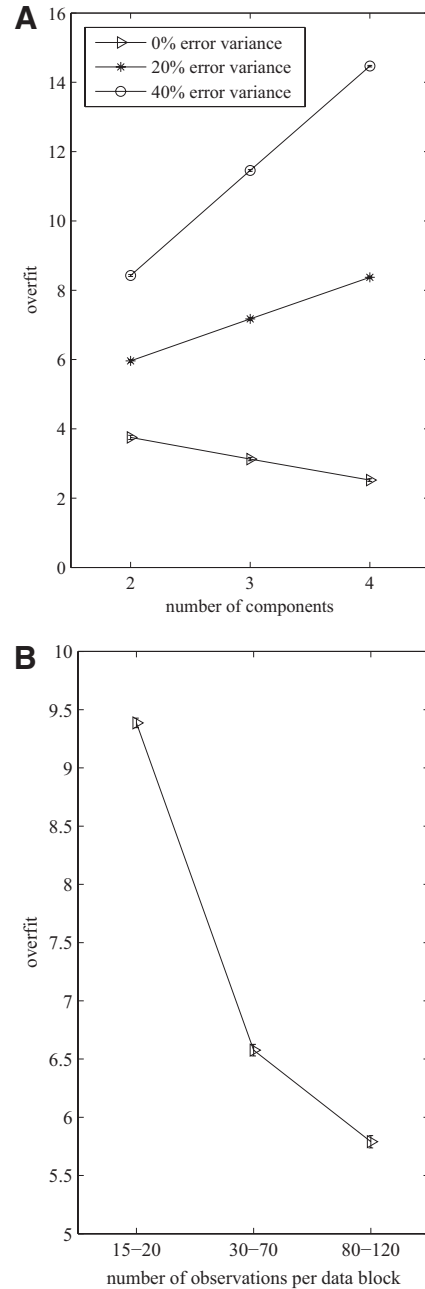 A
16
14
12
10
8
6
4
2
0
overfit
0% error variance
20% error variance
40% error variance
2
3
4
number of components
B
10
9.5
9
8.5
8
7.5
7
6.5
6
5.5
5
overfit
15−20
30−70
80−120
number of observations per data block